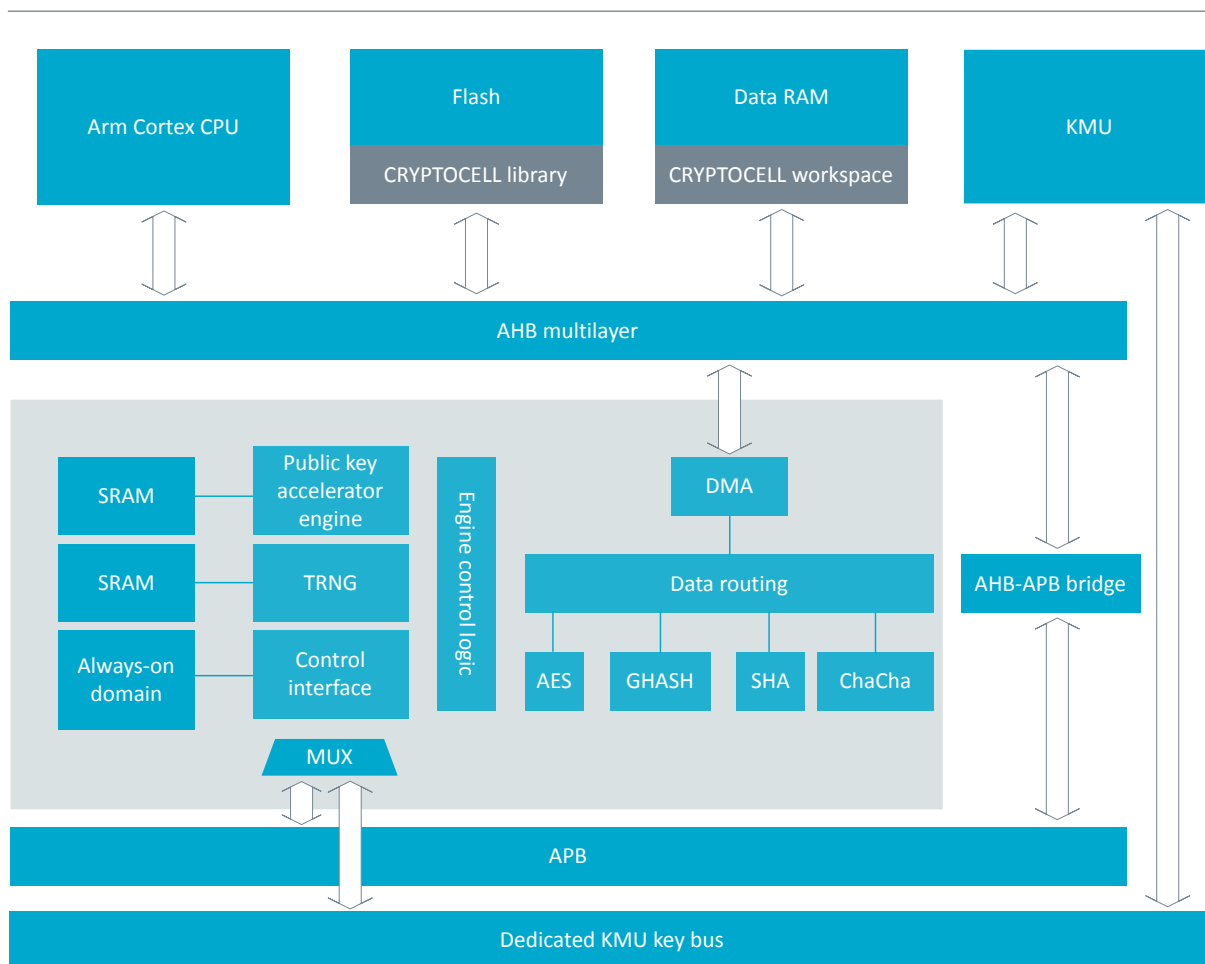 Arm Cortex CPU
Flash
CRYPTOCELL library
Data RAM
CRYPTOCELL workspace
KMU
AHB multilayer
SRAM
Public key
accelerator
engine
SRAM
TRNG
Always-on
domain
Control
interface
MUX
Engine control logic
DMA
Data routing
AES
GHASH
SHA
ChaCha
AHB-APB bridge
APB
Dedicated KMU key bus